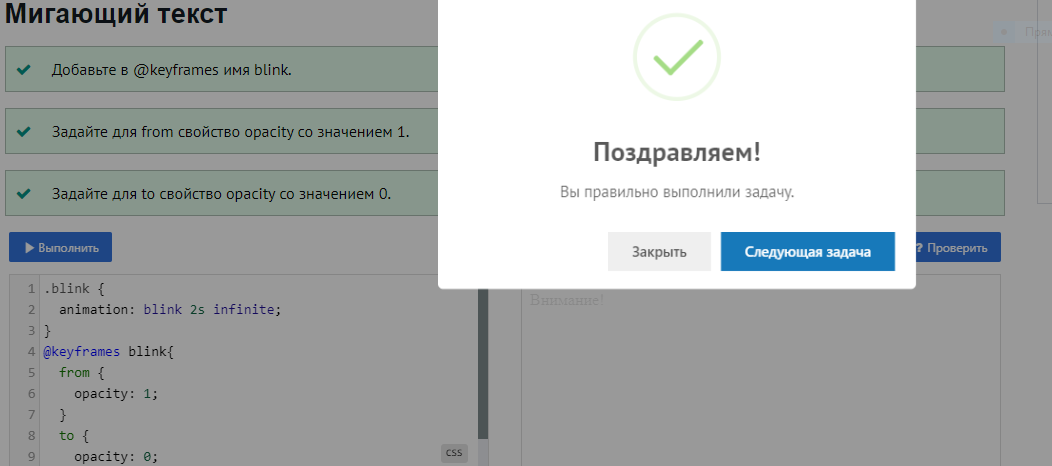 Мигающий текст
Добавьте в @keyframes имя blink.
Задайте для from свойство opacity со значением 1.
Задайте для to свойство opacity со значением 0.
Поздравляем!
Вы правильно выполнили задачу.
Закрыть
Следующая задача
Выполнить
? Проверить
1 .blink {
2 animation: blink 2s infinite;
3 }
4 @keyframes blink{
5 from {
6 opacity: 1;
7 }
8 to {
9 opacity: 0;
css
Внимание!